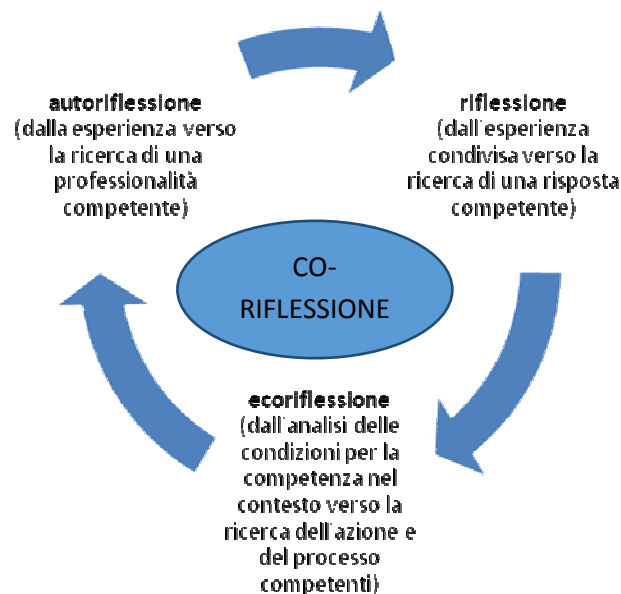 autoriflessione
(dalla esperienza verso
la ricerca di una
professionalità
competente)
riflessione
(dall'esperienza
condivisa verso la
ricerca di una risposta
competente)
CO-
RIFLESSIONE
ecoriflessione
(dall'analisi delle
condizioni per la
competenza nel
contesto verso la
ricerca dell'azione e
del processo
competenti)